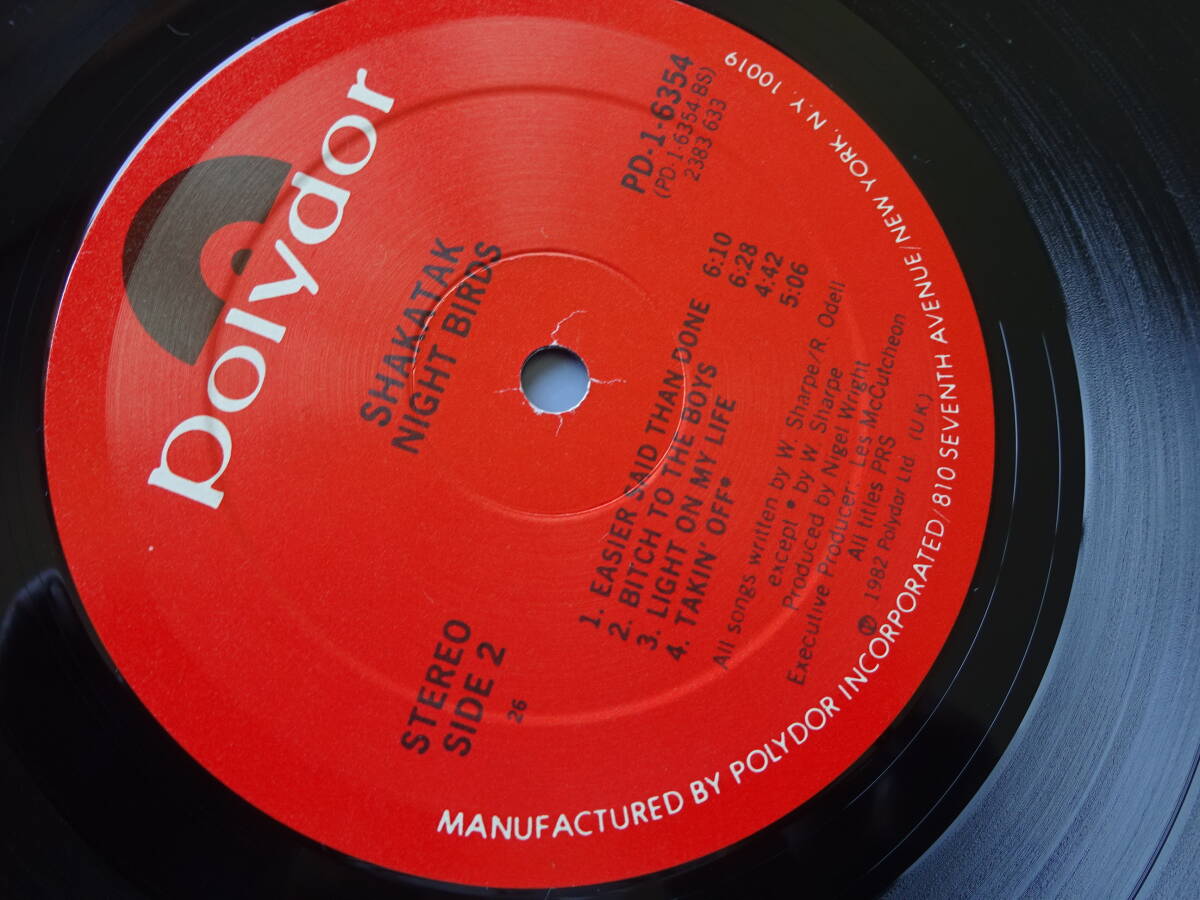 polydor
SHAKATAK
NIGHT BIRDS
PD-1-6354
(PD-1-6354 BS)
2383 633
STEREO
SIDE 2
26
1. EASIER SAID THAN DONE 6:10
2. BITCH TO THE BOYS 6:28
3. LIGHT ON MY LIFE 4:42
4. TAKIN' OFF• 5:06
All songs written by W. Sharpe/R. Odell
except • by W. Sharpe
Produced by Nigel Wright
Executive Producer: Les McCutcheon
All titles PRS
℗ 1982 Polydor Ltd (U.K.)
MANUFACTURED BY POLYDOR INCORPORATED/810 SEVENTH AVENUE/NEW YORK, N.Y. 10019